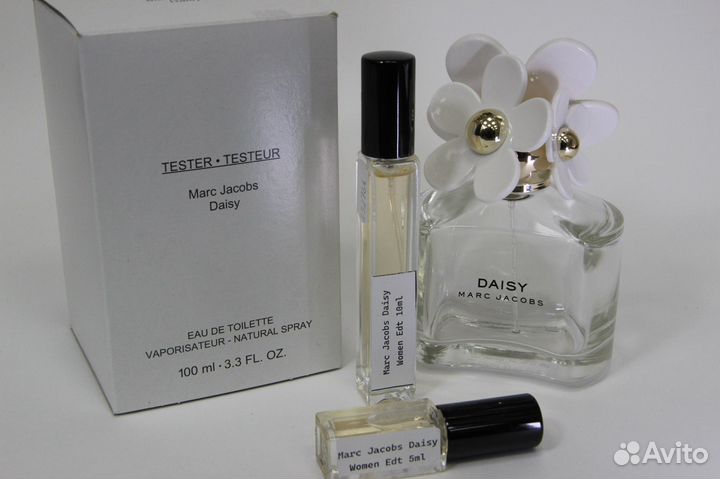 TESTER • TESTEUR
Marc Jacobs
Daisy
EAU DE TOILETTE
VAPORISATEUR - NATURAL SPRAY
100 ml • 3.3 FL. OZ.
Marc Jacobs Daisy
Women Edt 10ml
DAISY
MARC JACOBS
Marc Jacobs Daisy
Women Edt 5ml
Avito